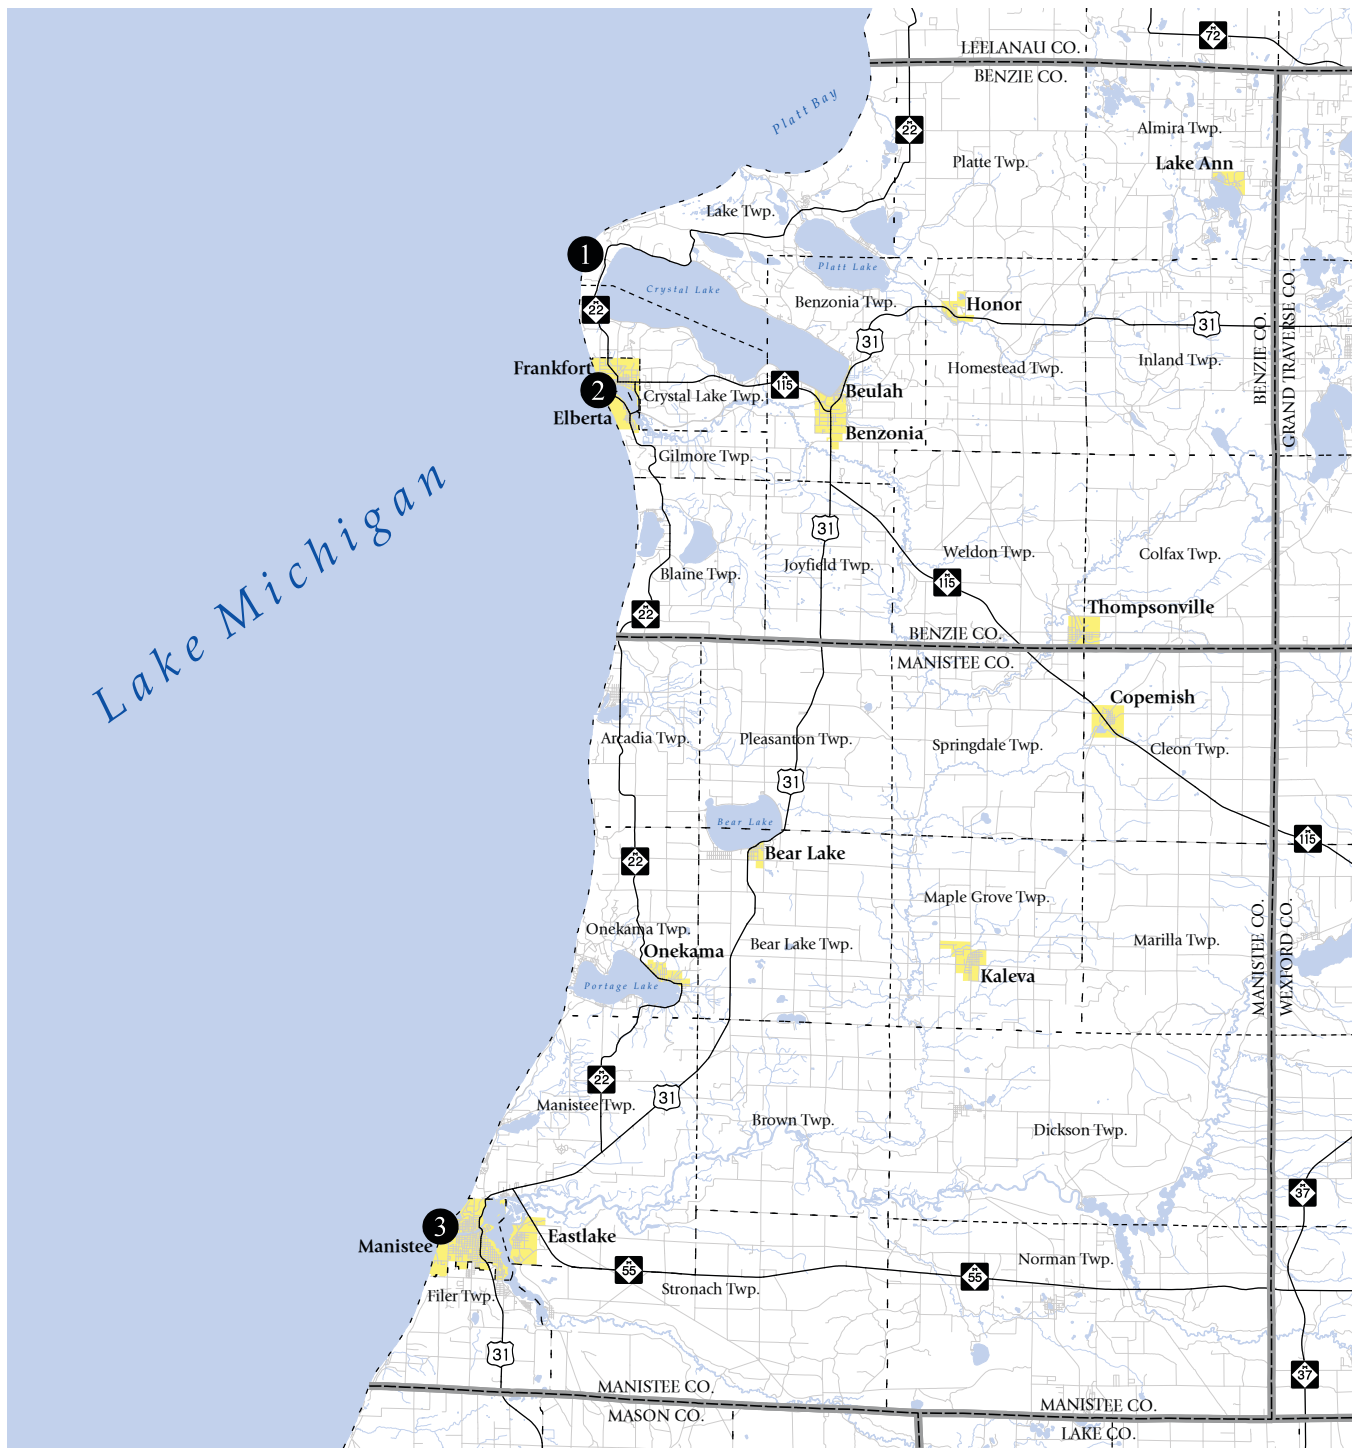 M 72
LEELANAU CO.
BENZIE CO.
Platt Bay
M 22
Almira Twp.
Platte Twp.
Lake Ann
Lake Twp.
1
Platt Lake
Crystal Lake
Benzonia Twp.
Honor
M 22
31
31
BENZIE CO.
GRAND TRAVERSE CO.
Inland Twp.
Homestead Twp.
Frankfort
2
M 115
Crystal Lake Twp.
Beulah
Elberta
Benzonia
Gilmore Twp.
Lake Michigan
31
Weldon Twp.
Colfax Twp.
Joyfield Twp.
Blaine Twp.
M 115
M 22
Thompsonville
BENZIE CO.
MANISTEE CO.
Copemish
Arcadia Twp.
Pleasanton Twp.
Springdale Twp.
Cleon Twp.
31
Bear Lake
M 115
Bear Lake
M 22
Maple Grove Twp.
MANISTEE CO.
WEXFORD CO.
Onekama Twp.
Bear Lake Twp.
Marilla Twp.
Onekama
Kaleva
Portage Lake
M 22
31
Manistee Twp.
Brown Twp.
Dickson Twp.
M 37
3
Eastlake
Manistee
Norman Twp.
M 55
M 55
Stronach Twp.
Filer Twp.
31
M 37
MANISTEE CO.
MASON CO.
MANISTEE CO.
LAKE CO.